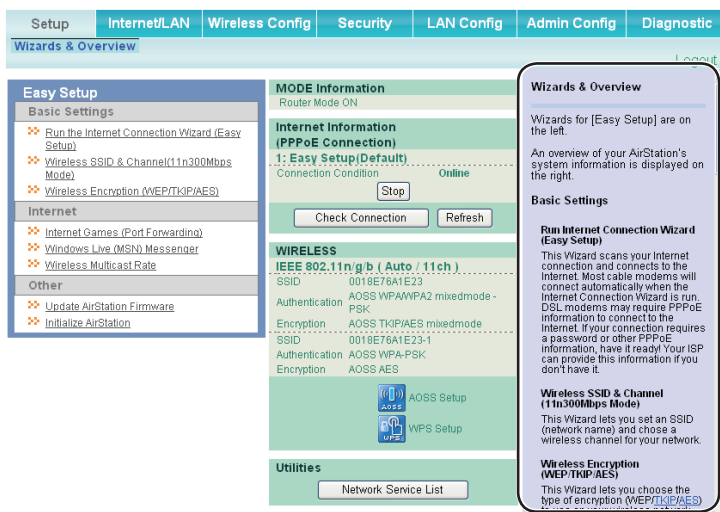 Setup Internet/LAN Wireless Config Security LAN Config Admin Config Diagnostic
Wizards & Overview
Logout
Easy Setup
Basic Settings
Run the Internet Connection Wizard (Easy
Setup)
Wireless SSID & Channel(11n300Mbps
Mode)
Wireless Encryption (WEP/TKIP/AES)
Internet
Internet Games (Port Forwarding)
Windows Live (MSN) Messenger
Wireless Multicast Rate
Other
Update AirStation Firmware
Initialize AirStation
MODE Information
Router Mode ON
Internet Information
(PPPoE Connection)
1: Easy Setup(Default)
Connection Condition Online
Stop
Check Connection Refresh
WIRELESS
IEEE 802.11n/g/b ( Auto / 11ch )
SSID 0018E76A1E23
Authentication AOSS WPA/WPA2 mixedmode -
PSK
Encryption AOSS TKIP/AES mixedmode
SSID 0018E76A1E23-1
Authentication AOSS WPA-PSK
Encryption AOSS AES
AOSS AOSS Setup
WPS WPS Setup
Utilities
Network Service List
Wizards & Overview
Wizards for [Easy Setup] are on
the left.
An overview of your AirStation's
system information is displayed on
the right.
Basic Settings
Run Internet Connection Wizard
(Easy Setup)
This Wizard scans your Internet
connection and connects to the
Internet. Most cable modems will
connect automatically when the
Internet Connection Wizard is run.
DSL modems may require PPPoE
information to connect to the
Internet. If your connection requires
a password or other PPPoE
information, have it ready! Your ISP
can provide this information if you
don't have it.
Wireless SSID & Channel
(11n300Mbps Mode)
This Wizard lets you set an SSID
(network name) and chose a
wireless channel for your network.
Wireless Encryption
(WEP/TKIP/AES)
This Wizard lets you choose the
type of encryption (WEP/TKIP/AES)
to use on your wireless network